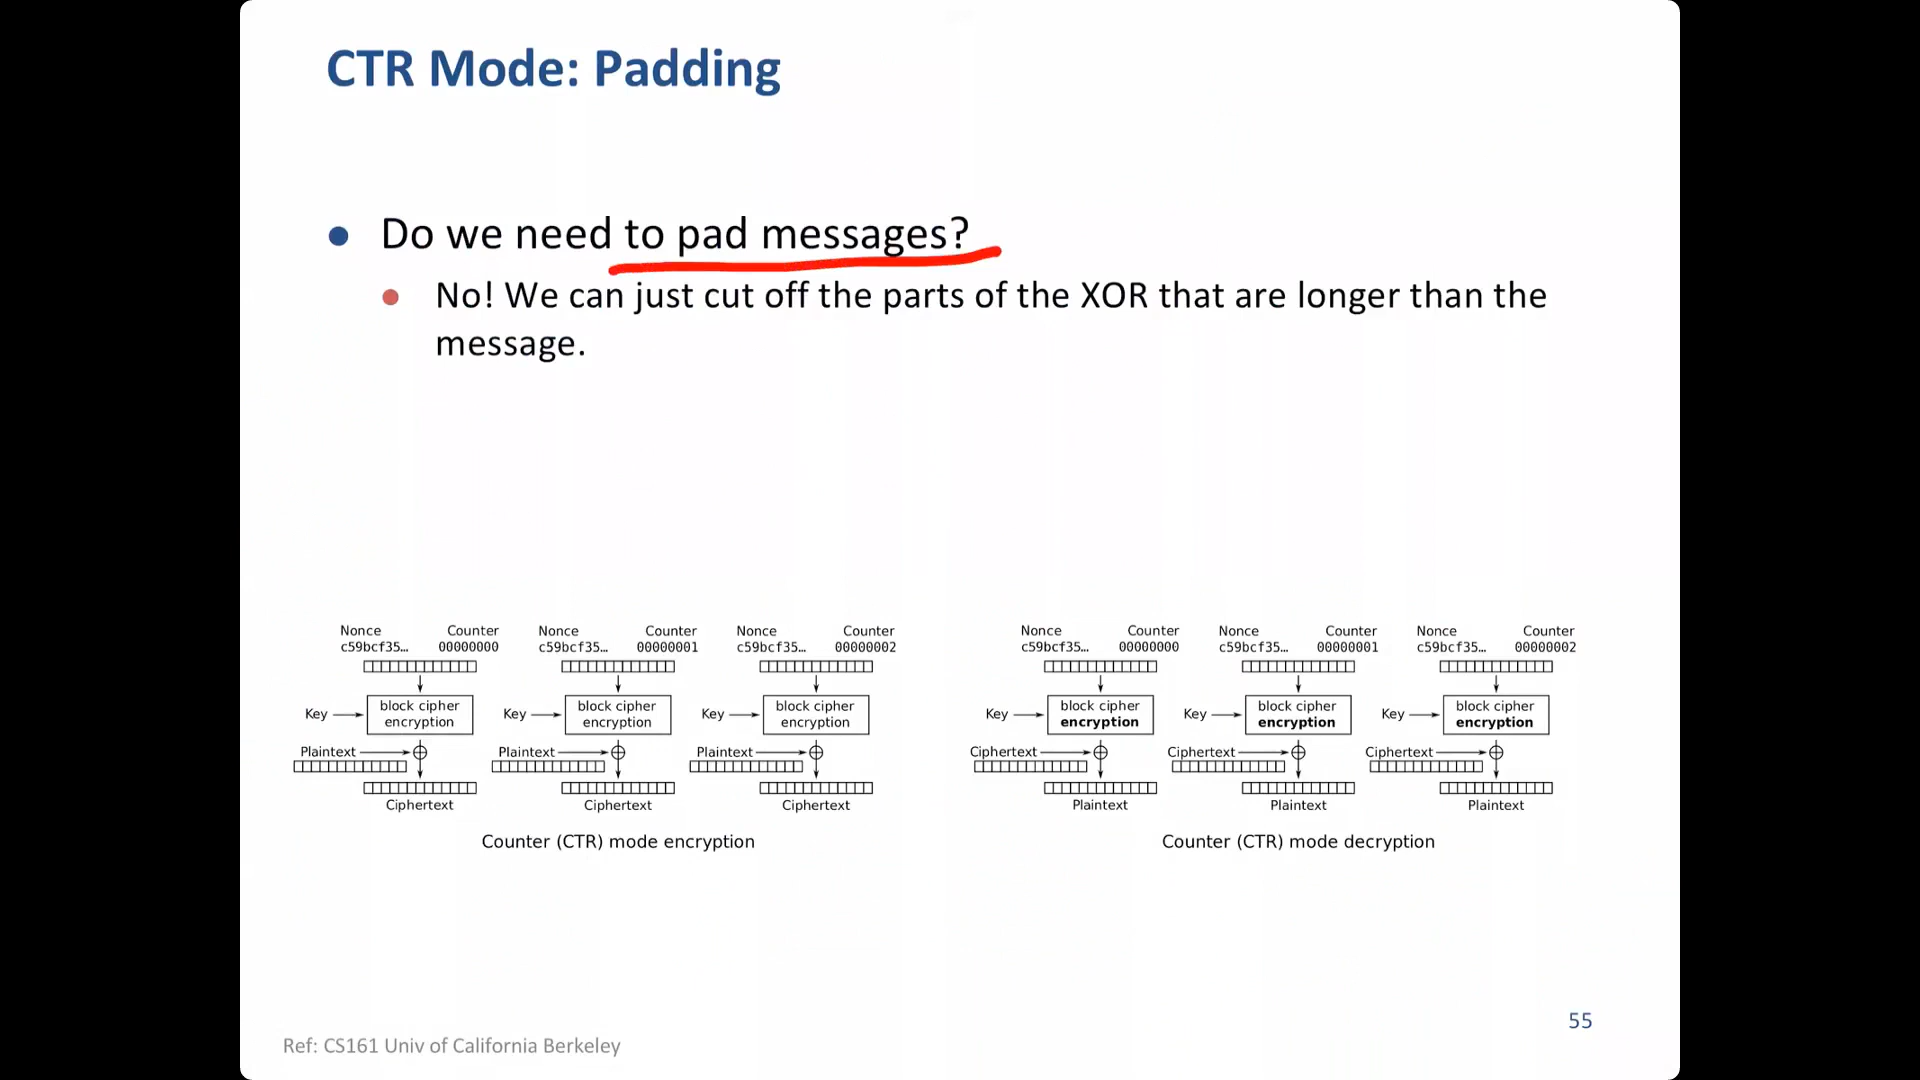 CTR Mode: Padding
Do we need to pad messages?
No! We can just cut off the parts of the XOR that are longer than the
message.
Nonce Counter Nonce Counter Nonce Counter
c59bcf35… 00000000 c59bcf35… 00000001 c59bcf35… 00000002
Key block cipher encryption Key block cipher encryption Key block cipher encryption
Plaintext Plaintext Plaintext
Ciphertext Ciphertext Ciphertext
Counter (CTR) mode encryption
Nonce Counter Nonce Counter Nonce Counter
c59bcf35… 00000000 c59bcf35… 00000001 c59bcf35… 00000002
Key block cipher encryption Key block cipher encryption Key block cipher encryption
Ciphertext Ciphertext Ciphertext
Plaintext Plaintext Plaintext
Counter (CTR) mode decryption
55
Ref: CS161 Univ of California Berkeley